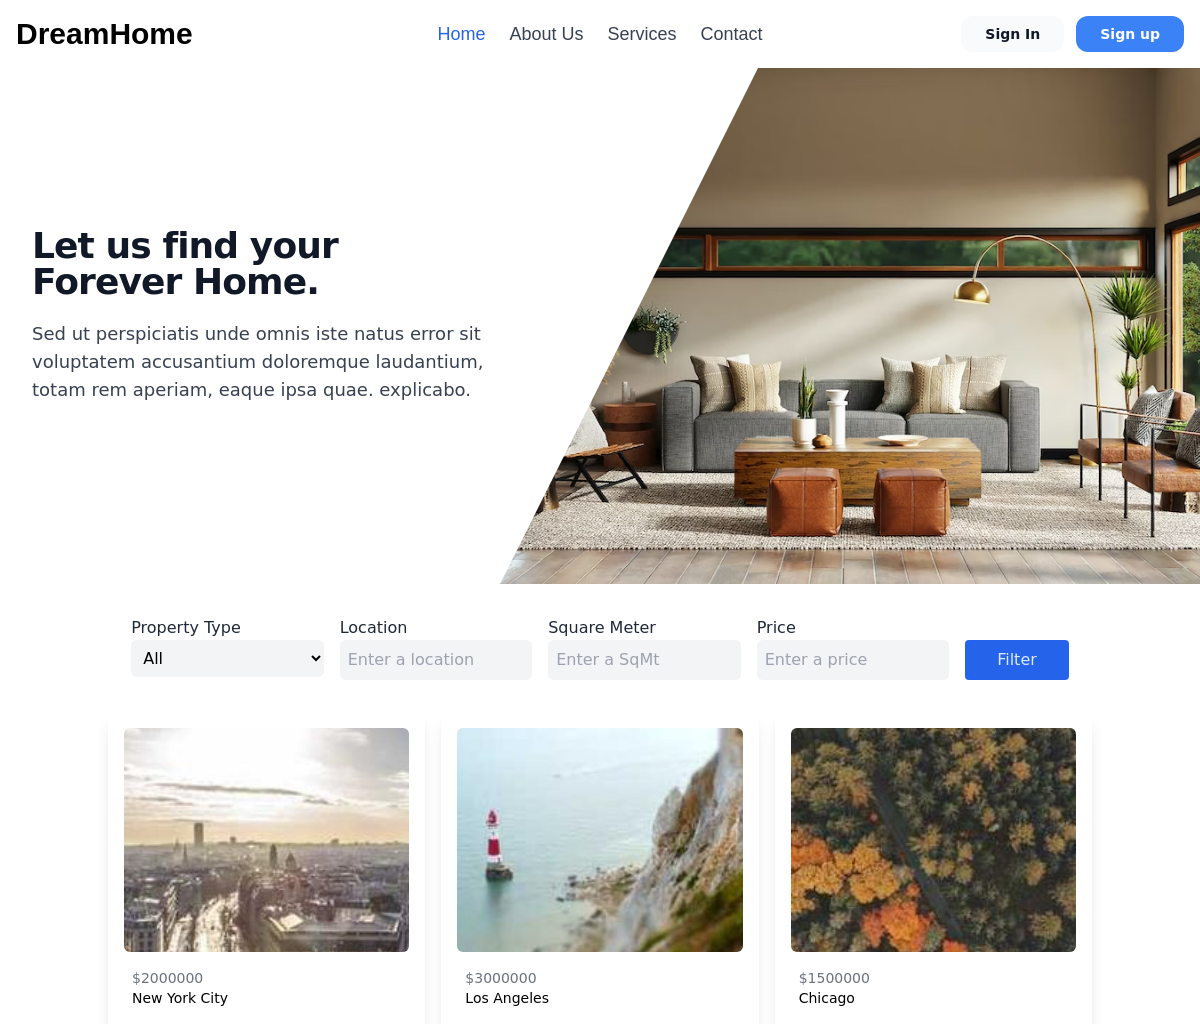 DreamHome
Home About Us Services Contact
Sign In Sign up
Let us find your
Forever Home.
Sed ut perspiciatis unde omnis iste natus error sit
voluptatem accusantium doloremque laudantium,
totam rem aperiam, eaque ipsa quae. explicabo.
Property Type Location Square Meter Price
All Enter a location Enter a SqMt Enter a price Filter
$2000000 $3000000 $1500000
New York City Los Angeles Chicago